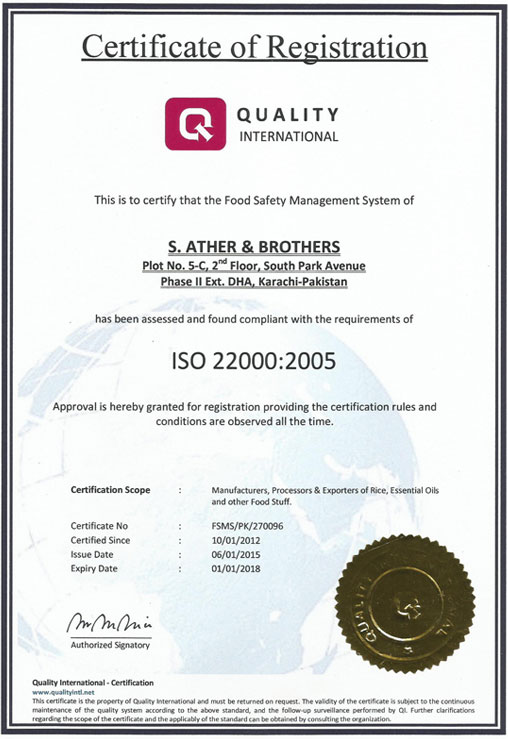 Certificate of Registration
QUALITY
INTERNATIONAL
This is to certify that the Food Safety Management System of
S. ATHER & BROTHERS
Plot No. 5-C, 2nd Floor, South Park Avenue
Phase II Ext. DHA, Karachi-Pakistan
has been assessed and found compliant with the requirements of
ISO 22000:2005
Approval is hereby granted for registration providing the certification rules and
conditions are observed all the time.
Certification Scope : Manufacturers, Processors & Exporters of Rice, Essential Oils
and other Food Stuff.
Certificate No : FSMS/PK/270096
Certified Since : 10/01/2012
Issue Date : 06/01/2015
Expiry Date : 01/01/2018
Authorized Signatory
QUALITY
Quality International - Certification
www.qualityintl.net
This certificate is the property of Quality International and must be returned on request. The validity of the certificate is subject to the continuous
maintenance of the quality system according to the above standard, and the follow-up surveillance performed by QI. Further clarifications
regarding the scope of the certificate and the applicably of the standard can be obtained by consulting the organization.